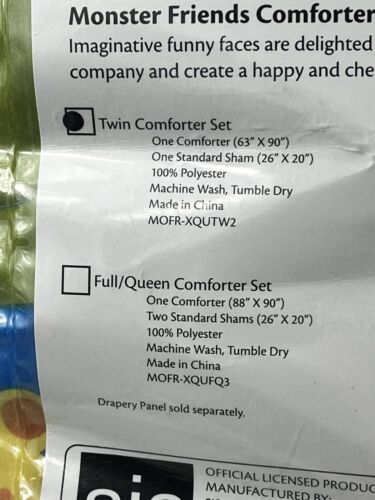 Monster Friends Comforter
Imaginative funny faces are delighted
company and create a happy and che
Twin Comforter Set
One Comforter (63" X 90")
One Standard Sham (26" X 20")
100% Polyester
Machine Wash, Tumble Dry
Made in China
MOFR-XQUTW2
Full/Queen Comforter Set
One Comforter (88" X 90")
Two Standard Shams (26" X 20")
100% Polyester
Machine Wash, Tumble Dry
Made in China
MOFR-XQUFQ3
Drapery Panel sold separately.
OFFICIAL LICENSED PRODUC
MANUFACTURED BY: